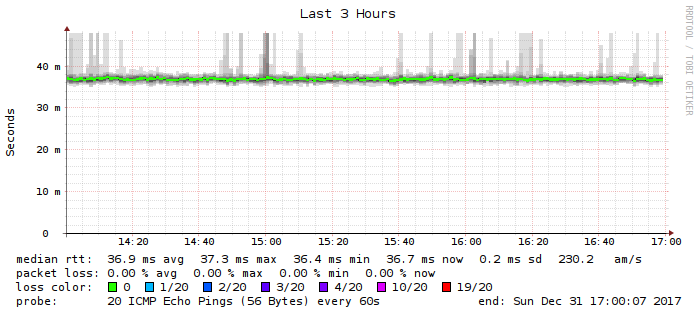 Last 3 Hours
RRDTOOL / TOBI OETIKER
Seconds
40 m
30 m
20 m
10 m
0
14:20 14:40 15:00 15:20 15:40 16:00 16:20 16:40 17:00
median rtt: 36.9 ms avg 37.3 ms max 36.4 ms min 36.7 ms now 0.2 ms sd 230.2 am/s
packet loss: 0.00 % avg 0.00 % max 0.00 % min 0.00 % now
loss color: 0 1/20 2/20 3/20 4/20 10/20 19/20
probe: 20 ICMP Echo Pings (56 Bytes) every 60s end: Sun Dec 31 17:00:07 2017